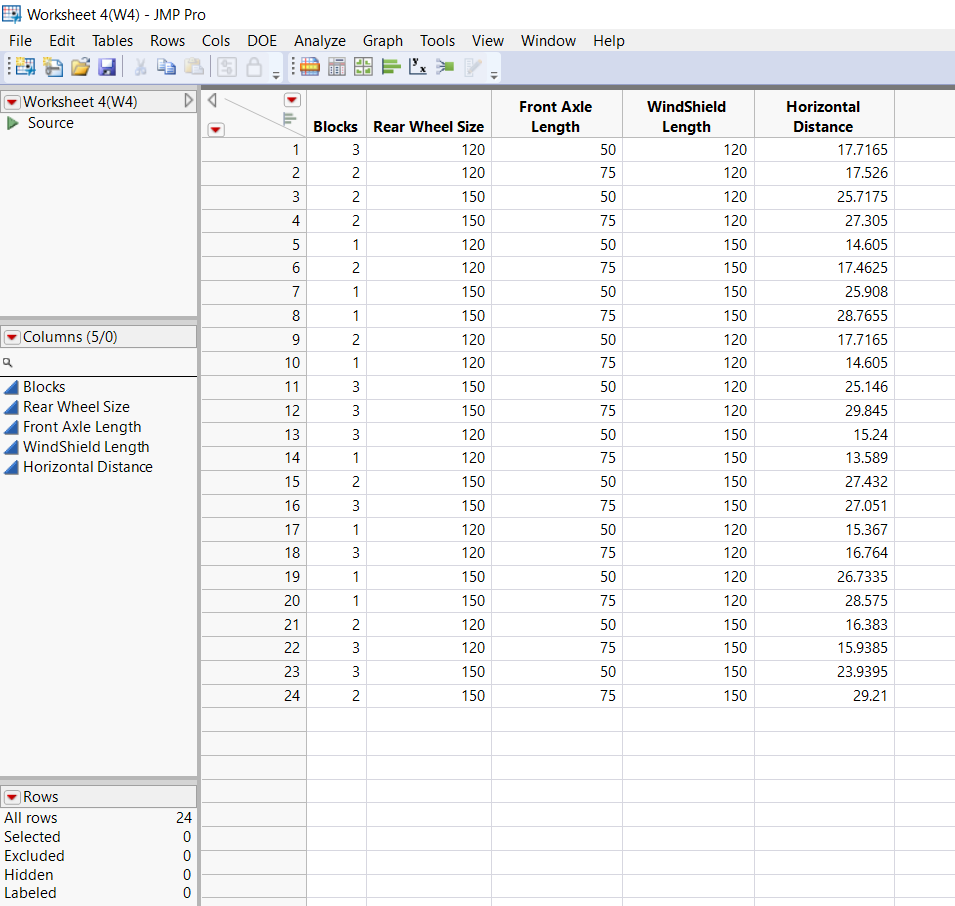 Worksheet 4(W4) - JMP Pro
File Edit Tables Rows Cols DOE Analyze Graph Tools View Window Help
Worksheet 4(W4)
Source
Columns (5/0)
Blocks
Rear Wheel Size
Front Axle Length
WindShield Length
Horizontal Distance
Rows
All rows 24
Selected 0
Excluded 0
Hidden 0
Labeled 0
Blocks Rear Wheel Size Front Axle Length WindShield Length Horizontal Distance
1 3 120 50 120 17.7165
2 2 120 75 120 17.526
3 2 150 50 120 25.7175
4 2 150 75 120 27.305
5 1 120 50 150 14.605
6 2 120 75 150 17.4625
7 1 150 50 150 25.908
8 1 150 75 150 28.7655
9 2 120 50 120 17.7165
10 1 120 75 120 14.605
11 3 150 50 120 25.146
12 3 150 75 120 29.845
13 3 120 50 150 15.24
14 1 120 75 150 13.589
15 2 150 50 150 27.432
16 3 150 75 150 27.051
17 1 120 50 120 15.367
18 3 120 75 120 16.764
19 1 150 50 120 26.7335
20 1 150 75 120 28.575
21 2 120 50 150 16.383
22 3 120 75 150 15.9385
23 3 150 50 150 23.9395
24 2 150 75 150 29.21